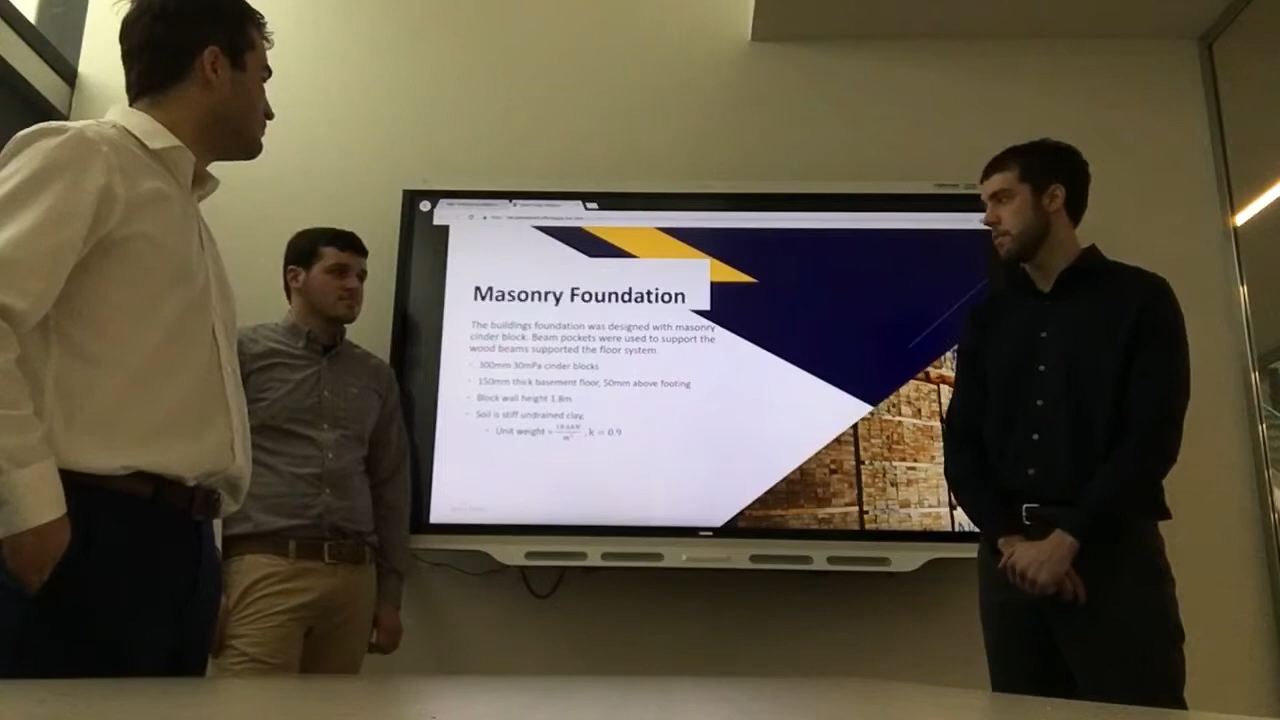 Masonry Foundation
The buildings foundation was designed with masonry
cinder block. Beam pockets were used to support the
wood beams supported the floor system.
300mm 30mPa cinder blocks
150mm thick basement floor, 50mm above footing
Block wall height 1.8m
Soil is stiff undrained clay,
Unit weight = , k = 0.9